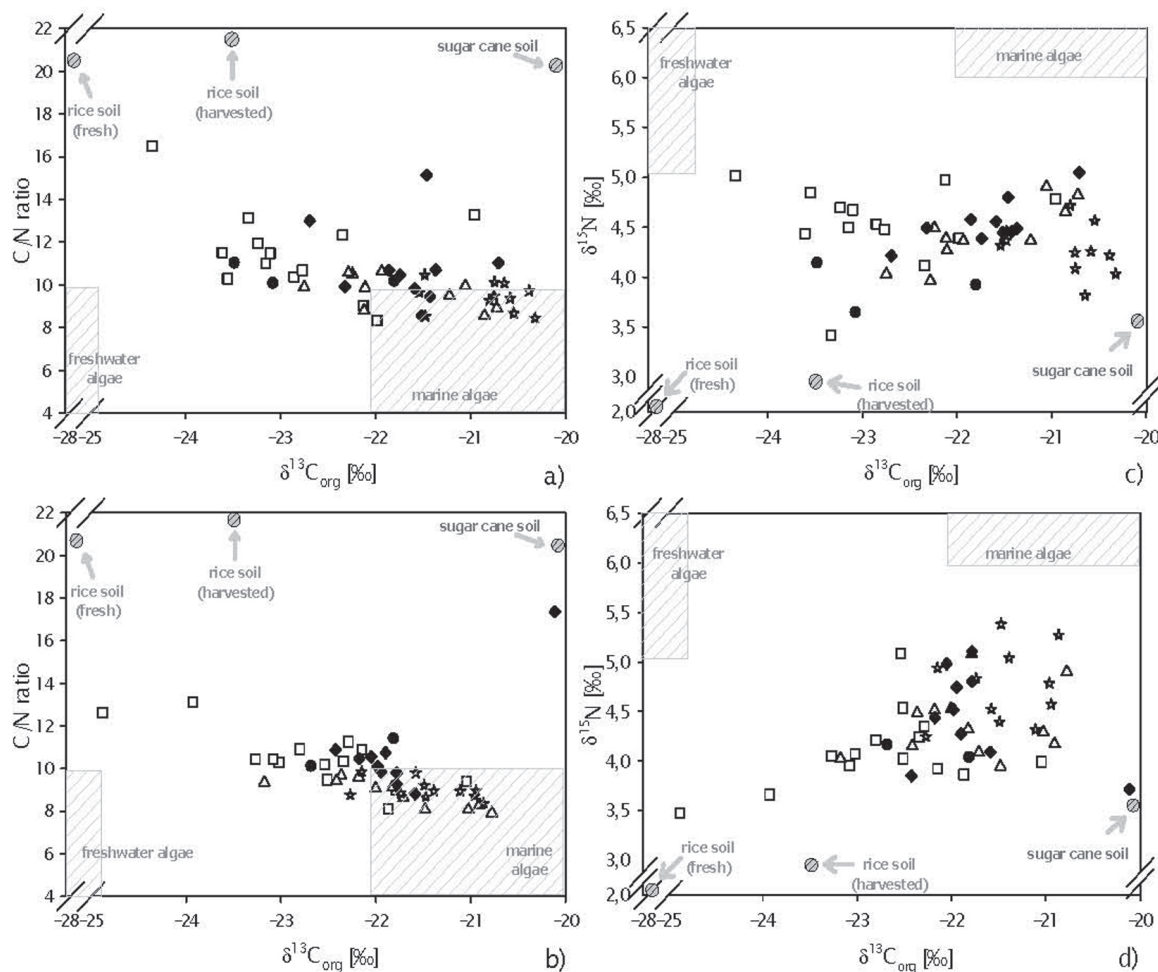 22
20
18
16
14
12
10
8
6
4
C/N ratio
rice soil
(fresh)
rice soil
(harvested)
sugar cane soil
freshwater
algae
marine algae
–28–25
–24
–23
–22
–21
–20
δ¹³C_org [‰]
a)
6,5
6,0
5,5
5,0
4,5
4,0
3,5
3,0
2,0
δ¹⁵N [‰]
freshwater
algae
marine algae
rice soil
(fresh)
rice soil
(harvested)
sugar cane soil
–28–25
–24
–23
–22
–21
–20
δ¹³C_org [‰]
c)
22
20
18
16
14
12
10
8
6
4
C/N ratio
rice soil
(fresh)
rice soil
(harvested)
sugar cane soil
freshwater algae
marine
algae
–28–25
–24
–23
–22
–21
–20
δ¹³C_org [‰]
b)
6,5
6,0
5,5
5,0
4,5
4,0
3,5
3,0
2,0
δ¹⁵N [‰]
freshwater
algae
marine algae
rice soil
(fresh)
rice soil
(harvested)
sugar cane soil
–28–25
–24
–23
–22
–21
–20
δ¹³C_org [‰]
d)